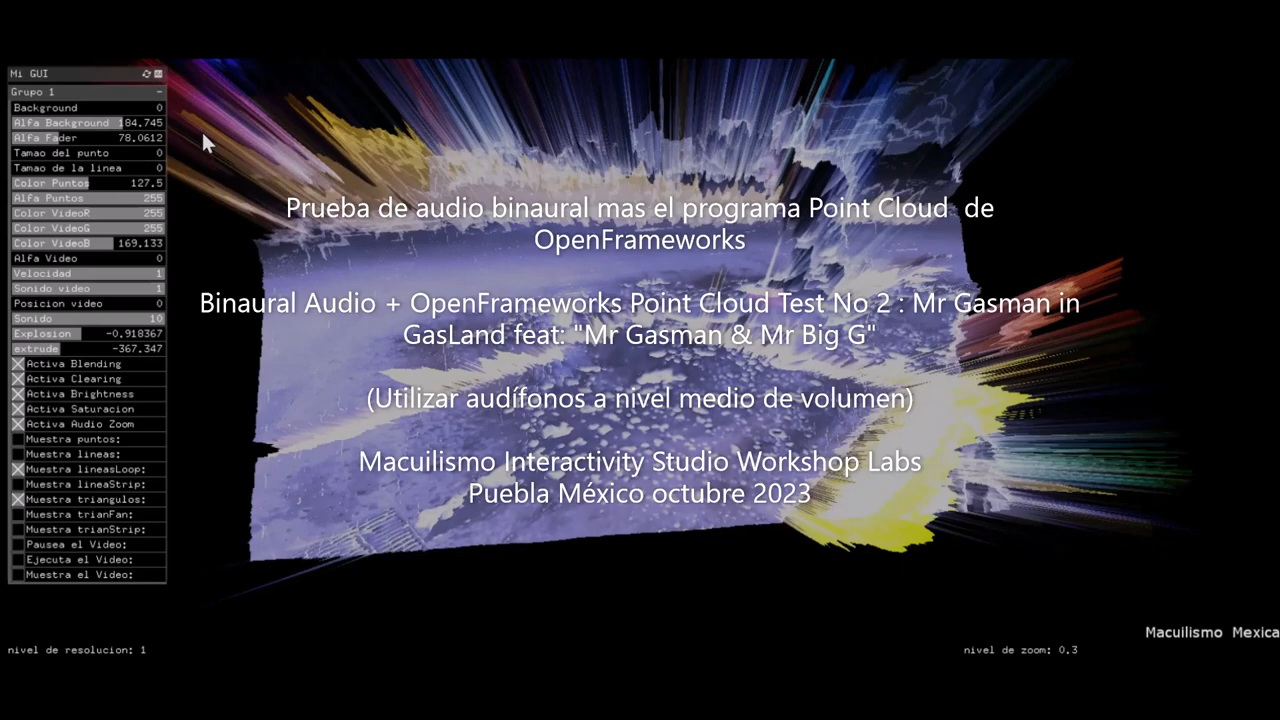 Mi GUI
Grupo 1 -
Background 0
Alfa Background 184.745
Alfa Fader 78.0612
Tamao del punto 0
Tamao de la linea 0
Color Puntos 127.5
Alfa Puntos 255
Color VideoR 255
Color VideoG 255
Color VideoB 169.133
Alfa Video 0
Velocidad 1
Sonido video 1
Posicion video 0
Sonido 10
Explosion -0.918367
extrude -367.347
Activa Blending
Activa Clearing
Activa Brightness
Activa Saturacion
Activa Audio Zoom
Muestra puntos:
Muestra lineas:
Muestra lineasLoop:
Muestra lineaStrip:
Muestra triangulos:
Muestra trianFan:
Muestra trianStrip:
Pausea el Video:
Ejecuta el Video:
Muestra el Video:
Prueba de audio binaural mas el programa Point Cloud de
OpenFrameworks
Binaural Audio + OpenFrameworks Point Cloud Test No 2 : Mr Gasman in
GasLand feat: "Mr Gasman & Mr Big G"
(Utilizar audífonos a nivel medio de volumen)
Macuilismo Interactivity Studio Workshop Labs
Puebla México octubre 2023
Macuilismo Mexica
nivel de resolucion: 1
nivel de zoom: 0.3